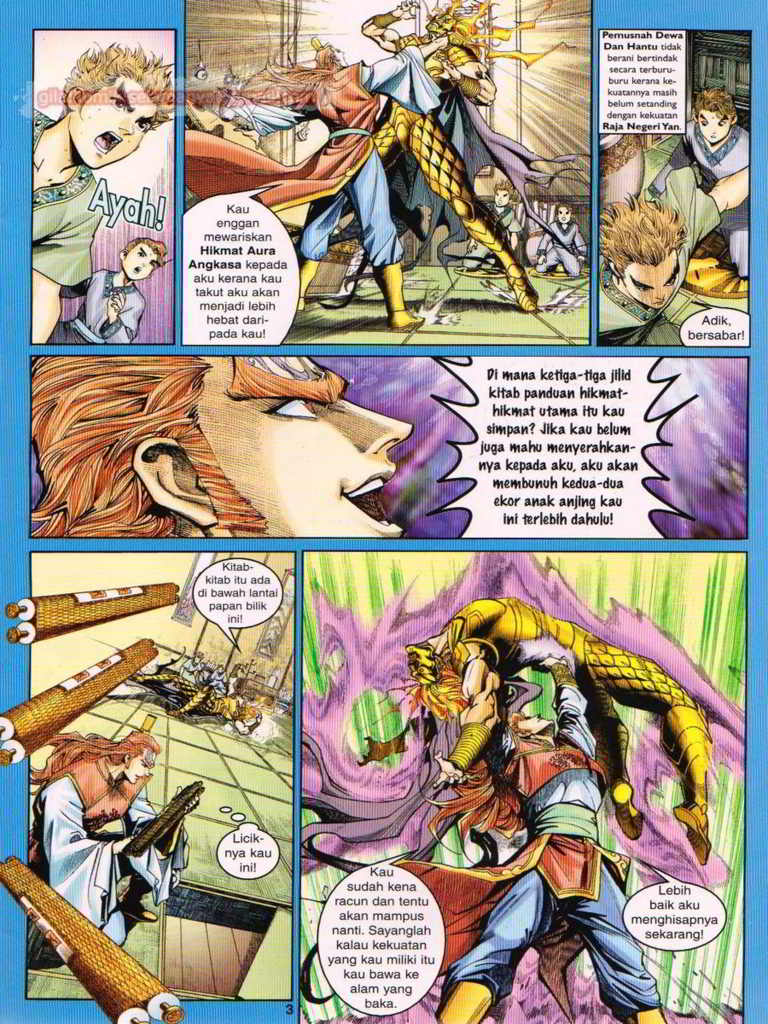 Ayah!
Kau
enggan
mewariskan
Hikmat Aura
Angkasa kepada
aku kerana kau
takut aku akan
menjadi lebih
hebat dari-
pada kau!
Pemusnah Dewa
Dan Hantu tidak
berani bertindak
secara terburu-
buru kerana ke-
kuatannya masih
belum setanding
dengan kekuatan
Raja Negeri Yan.
Adik,
bersabar!
Di mana ketiga-tiga jilid
kitab panduan hikmat-
hikmat utama itu kau
simpan? Jika kau belum
juga mahu menyerahkan-
nya kepada aku, aku akan
membunuh kedua-dua
ekor anak anjing kau
ini terlebih dahulu!
Kitab-
kitab itu ada
di bawah lantai
papan bilik
ini!
Licik-
nya kau
ini!
Kau
sudah kena
racun dan tentu
akan mampus
nanti. Sayanglah
kalau kekuatan
yang kau miliki itu
kau bawa ke
alam yang
baka.
Lebih
baik aku
menghisapnya
sekarang!
3